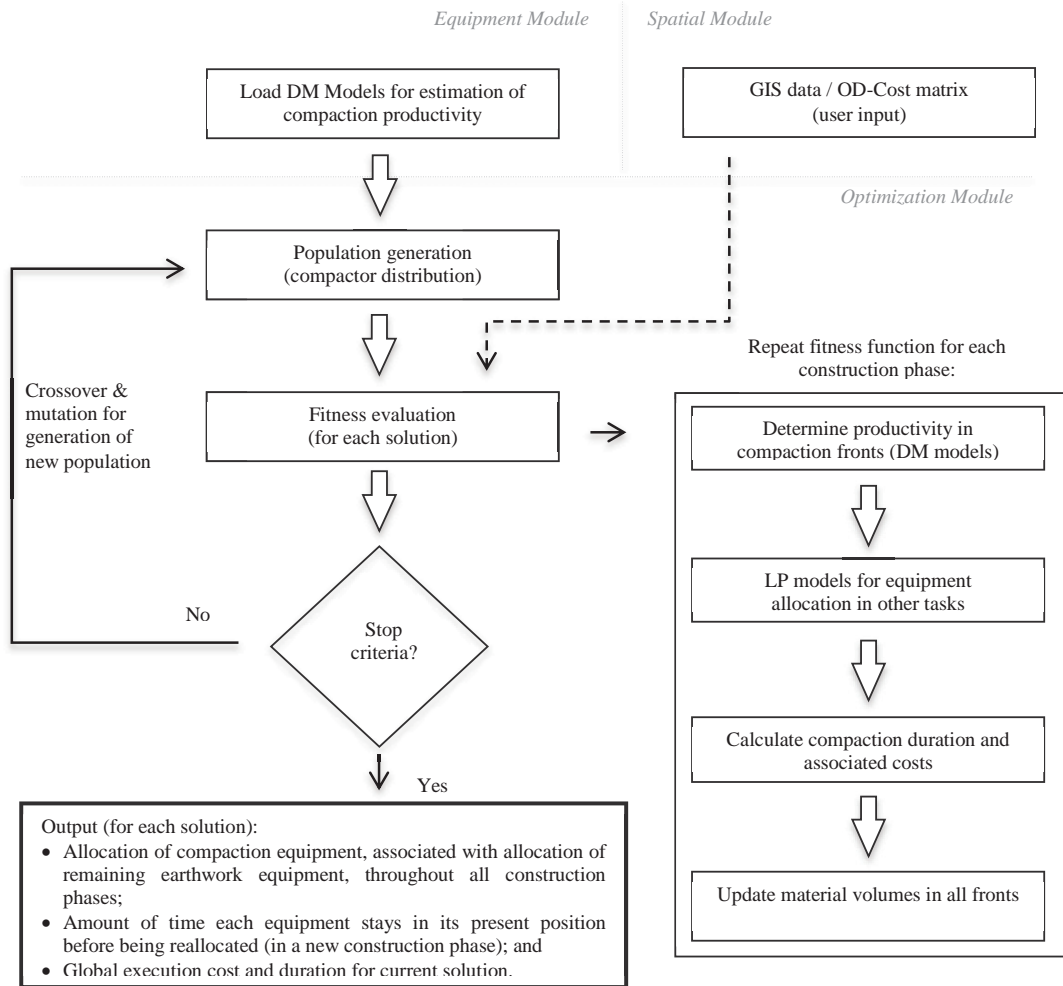 Equipment Module
Spatial Module
Load DM Models for estimation of
compaction productivity
GIS data / OD-Cost matrix
(user input)
Optimization Module
Population generation
(compactor distribution)
Repeat fitness function for each
construction phase:
Crossover &
mutation for
generation of
new population
Fitness evaluation
(for each solution)
Determine productivity in
compaction fronts (DM models)
LP models for equipment
allocation in other tasks
No
Stop
criteria?
Calculate compaction duration and
associated costs
Yes
Output (for each solution):
• Allocation of compaction equipment, associated with allocation of
remaining earthwork equipment, throughout all construction
phases;
• Amount of time each equipment stays in its present position
before being reallocated (in a new construction phase); and
• Global execution cost and duration for current solution.
Update material volumes in all fronts